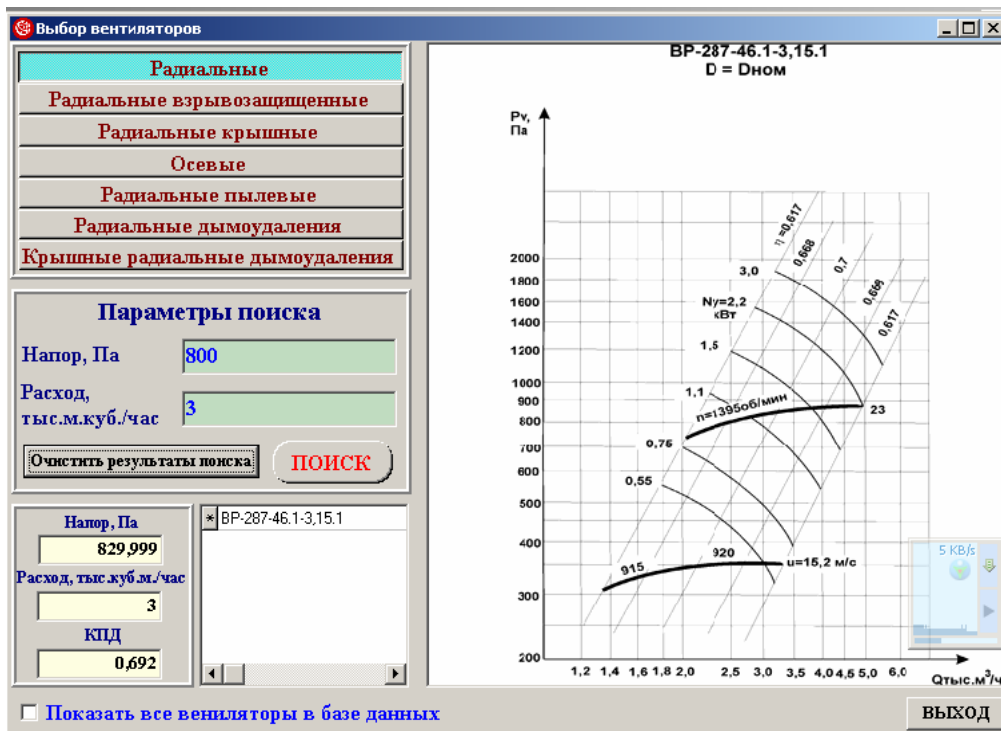 Выбор вентиляторов
Радиальные
Радиальные взрывозащищенные
Радиальные крышные
Осевые
Радиальные пылевые
Радиальные дымоудаления
Крышные радиальные дымоудаления
Параметры поиска
Напор, Па
800
Расход,
тыс.м.куб./час
3
Очистить результаты поиска
ПОИСК
Напор, Па
829,999
Расход, тыс.куб.м./час
3
КПД
0,692
* ВР-287-46.1-3,15.1
Показать все вениляторы в базе данных
ВР-287-46.1-3,15.1
D = Dном
Pv,
Па
2000
1800
1600
1400
1200
1000
900
800
700
600
500
400
300
200
η =0,617
0,668
0,7
0,668
0,617
3,0
Nу=2,2
кВт
1,5
1,1
n=1395об/мин
23
0,75
0,55
915
920
u=15,2 м/с
1,2 1,4 1,6 1,8 2,0 2,5 3,0 3,5 4,0 4,5 5,0 6,0
Qтыс.м³/ч
5 KB/s
ВЫХОД